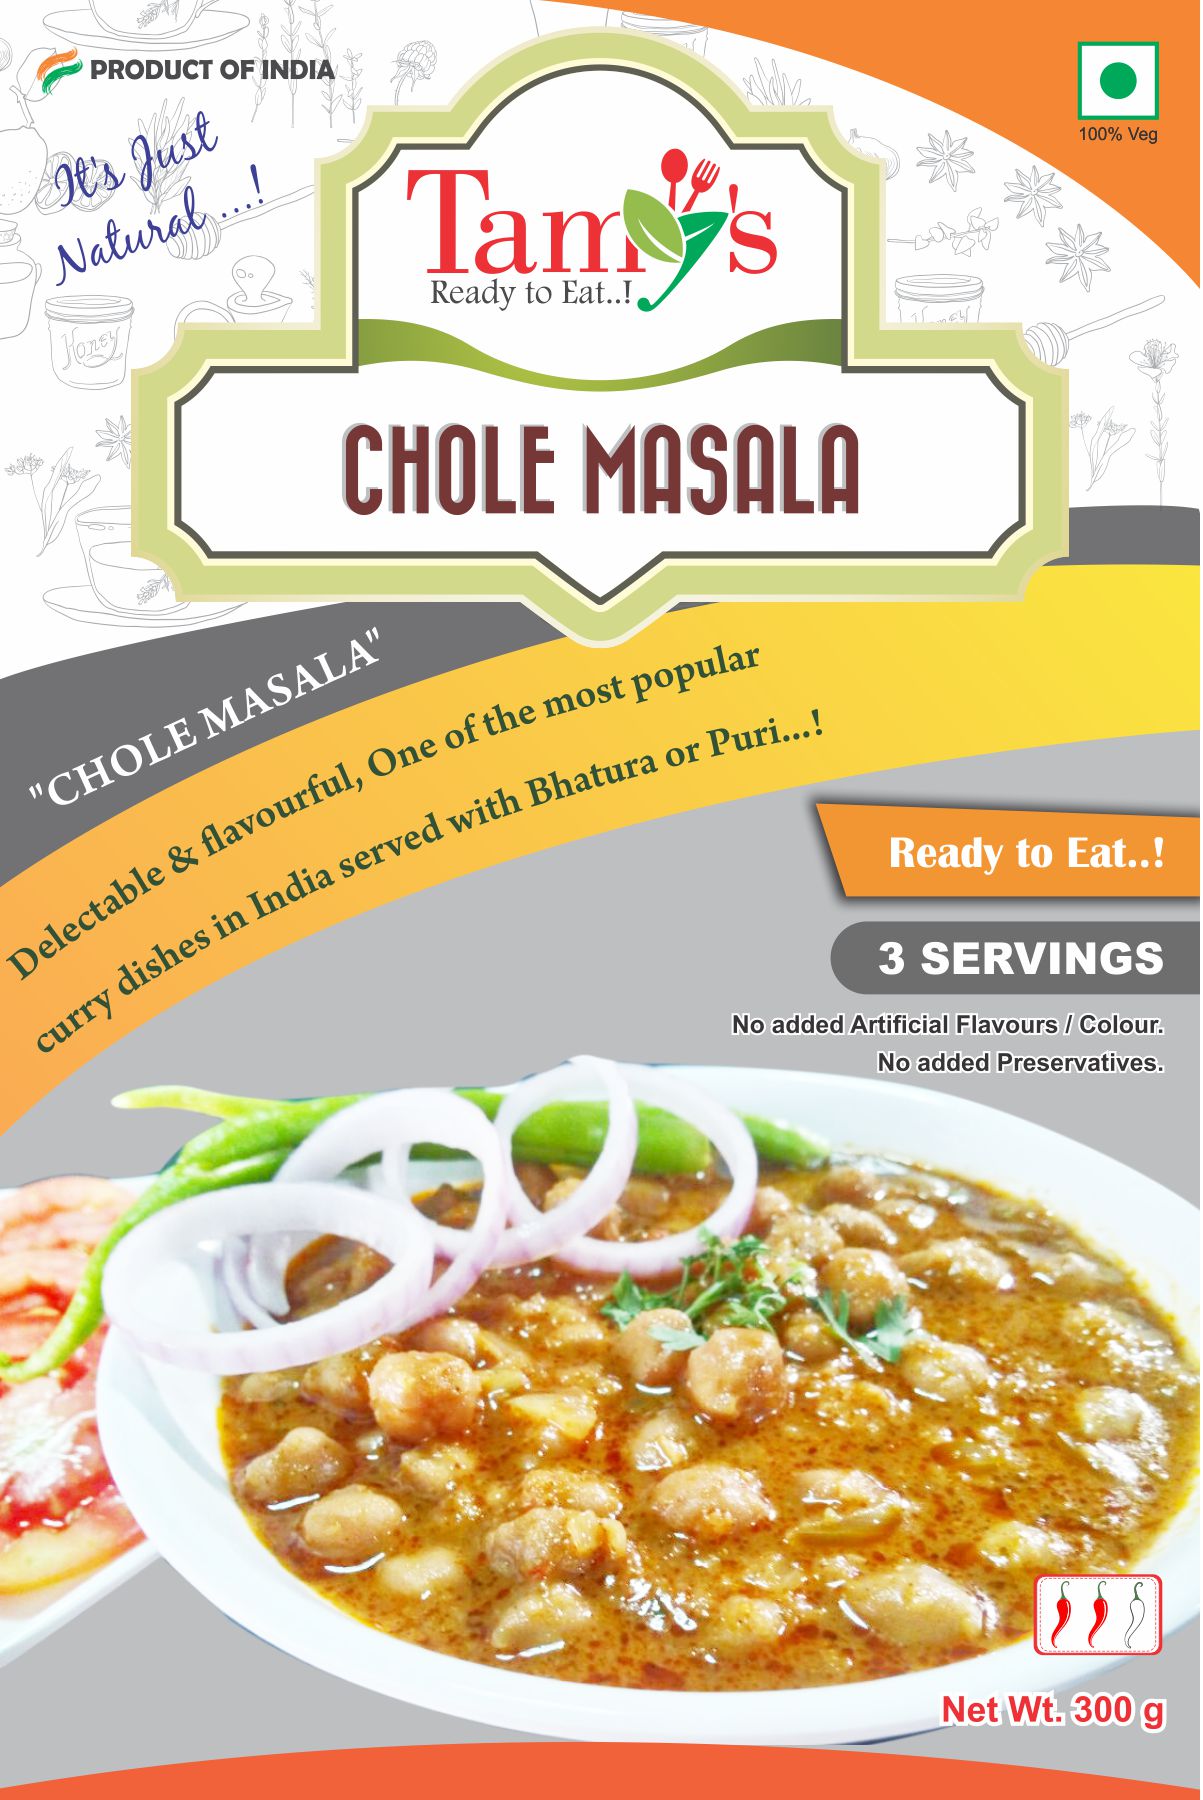 PRODUCT OF INDIA
100% Veg
It's Just
Natural ...!
Tamy's
Ready to Eat..!
Honey
CHOLE MASALA
"CHOLE MASALA"
Delectable & flavourful, One of the most popular
curry dishes in India served with Bhatura or Puri...!
Ready to Eat..!
3 SERVINGS
No added Artificial Flavours / Colour.
No added Preservatives.
Net Wt. 300 g